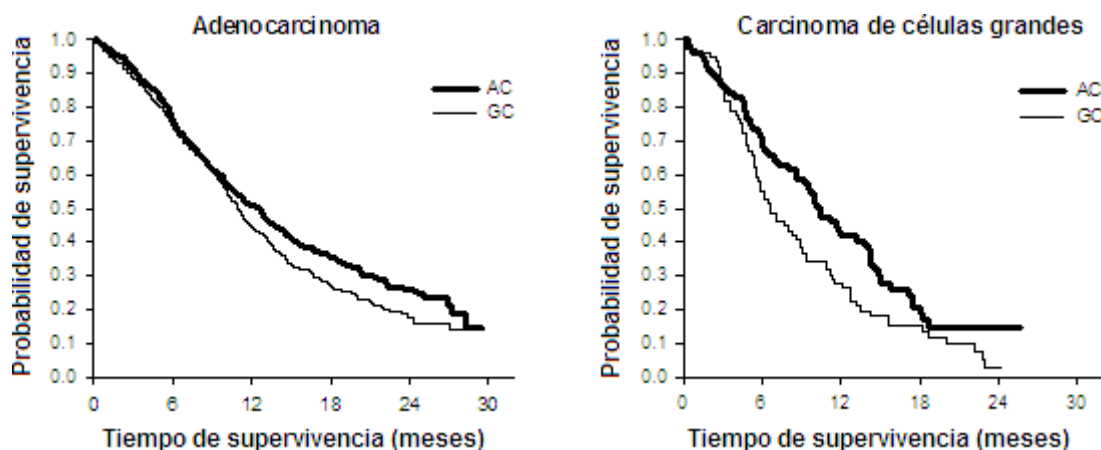 Adenocarcinoma
Probabilidad de supervivencia
1.0
0.9
0.8
0.7
0.6
0.5
0.4
0.3
0.2
0.1
0.0
AC
GC
0 6 12 18 24 30
Tiempo de supervivencia (meses)
Carcinoma de células grandes
Probabilidad de supervivencia
1.0
0.9
0.8
0.7
0.6
0.5
0.4
0.3
0.2
0.1
0.0
AC
GC
0 6 12 18 24 30
Tiempo de supervivencia (meses)